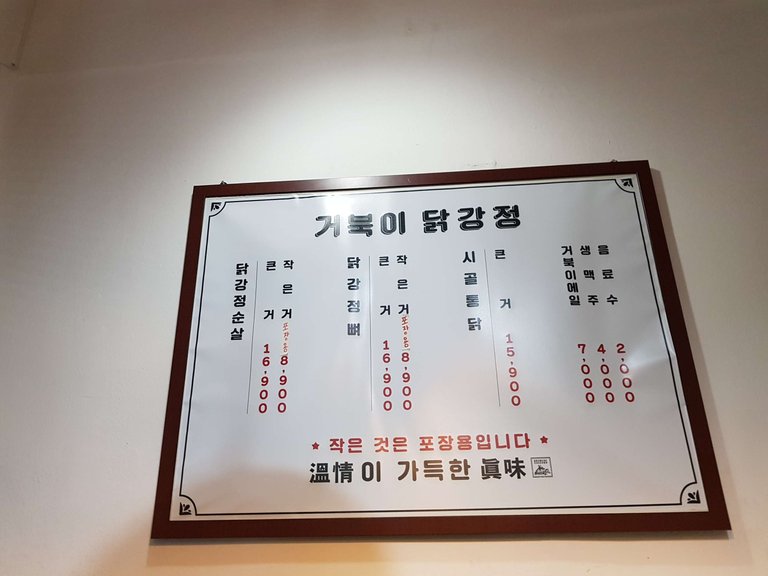 거북이 닭강정
닭강정순살
큰 거 16,900
작은 거 포장용 8,900
닭강정뼈
큰 거 16,900
작은 거 포장용 8,900
시골통닭
큰 거 15,900
거북이에일 7,000
생맥주 4,000
음료수 2,000
★ 작은 것은 포장용입니다 ★
溫情이 가득한 眞味